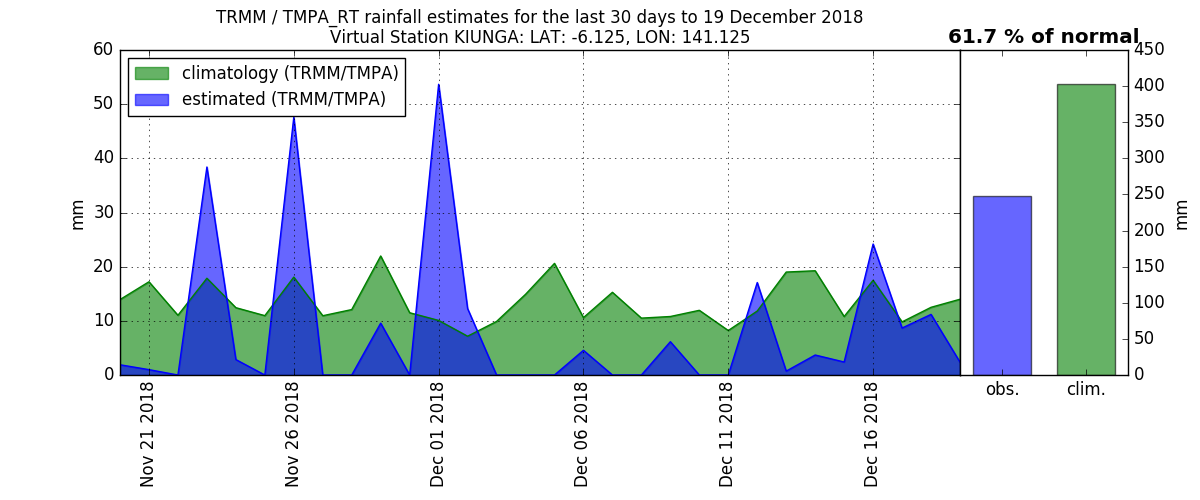 TRMM / TMPA_RT rainfall estimates for the last 30 days to 19 December 2018
Virtual Station KIUNGA: LAT: -6.125, LON: 141.125
61.7 % of normal
climatology (TRMM/TMPA)
estimated (TRMM/TMPA)
60
50
40
30
20
10
0
mm
Nov 21 2018
Nov 26 2018
Dec 01 2018
Dec 06 2018
Dec 11 2018
Dec 16 2018
obs.
clim.
450
400
350
300
250
200
150
100
50
0
mm